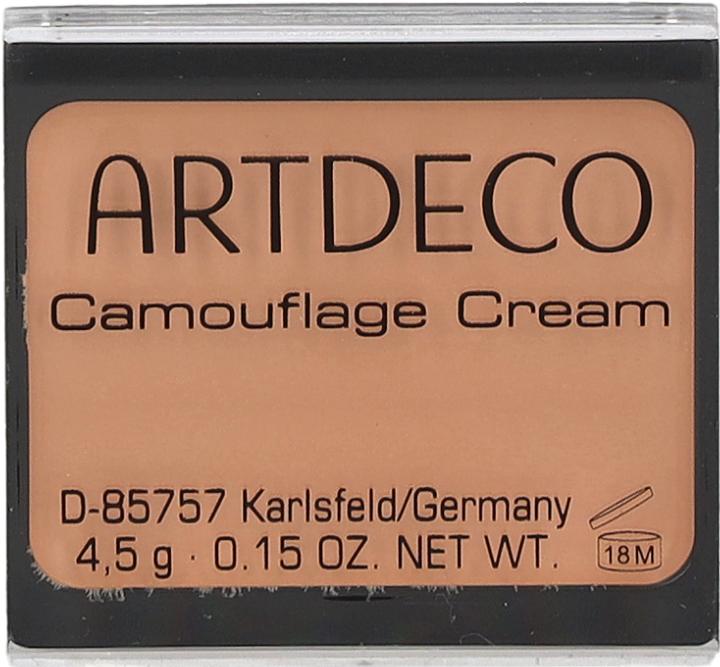 ARTDECO
Camouflage Cream
D-85757 Karlsfeld/Germany
4,5 g · 0.15 OZ. NET WT.
18M